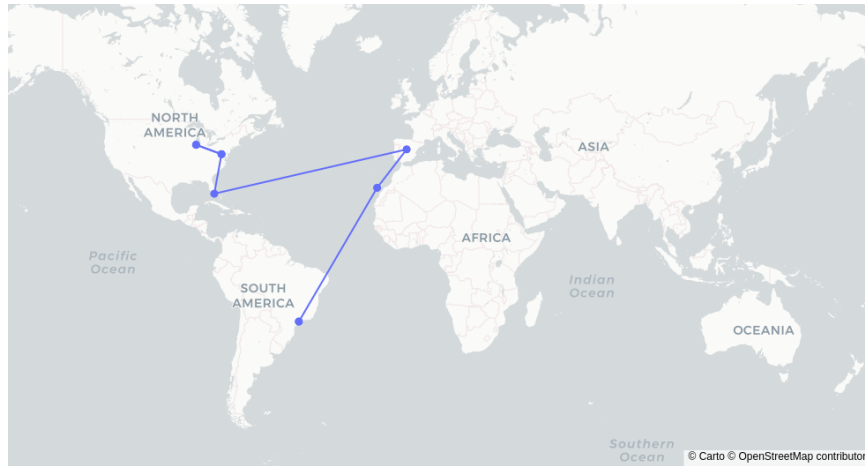 NORTH
AMERICA
ASIA
AFRICA
Pacific
Ocean
Indian
Ocean
SOUTH
AMERICA
OCEANIA
Southern
Ocean
© Carto © OpenStreetMap contributor